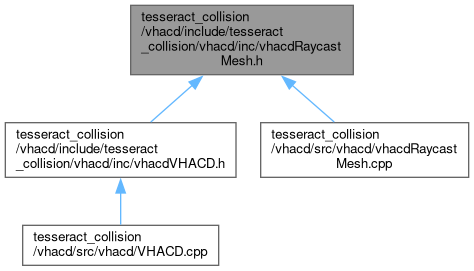 tesseract_collision
/vhacd/include/tesseract
_collision/vhacd/inc/vhacdRaycast
Mesh.h
tesseract_collision
/vhacd/include/tesseract
_collision/vhacd/inc/vhacdVHACD.h
tesseract_collision
/vhacd/src/vhacd/vhacdRaycast
Mesh.cpp
tesseract_collision
/vhacd/src/vhacd/VHACD.cpp